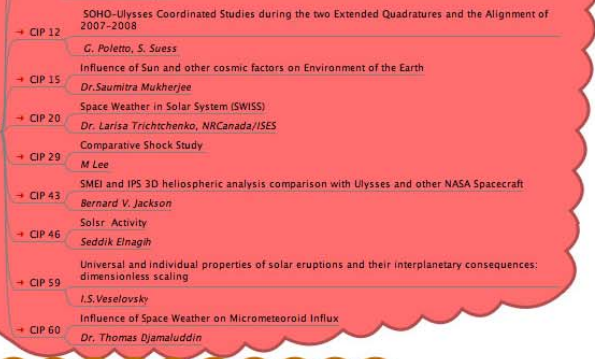 SOHO-Ulysses Coordinated Studies during the two Extended Quadratures and the Alignment of
2007-2008
CIP 12
G. Poletto, S. Suess
Influence of Sun and other cosmic factors on Environment of the Earth
CIP 15
Dr.Saumitra Mukherjee
Space Weather in Solar System (SWISS)
CIP 20
Dr. Larisa Trichtchenko, NRCanada/ISES
Comparative Shock Study
CIP 29
M Lee
SMEI and IPS 3D heliospheric analysis comparison with Ulysses and other NASA Spacecraft
CIP 43
Bernard V. Jackson
Solsr Activity
CIP 46
Seddik Elnagih
Universal and individual properties of solar eruptions and their interplanetary consequences:
dimensionless scaling
CIP 59
I.S.Veselovsky
Influence of Space Weather on Micrometeoroid Influx
CIP 60
Dr. Thomas Djamaluddin